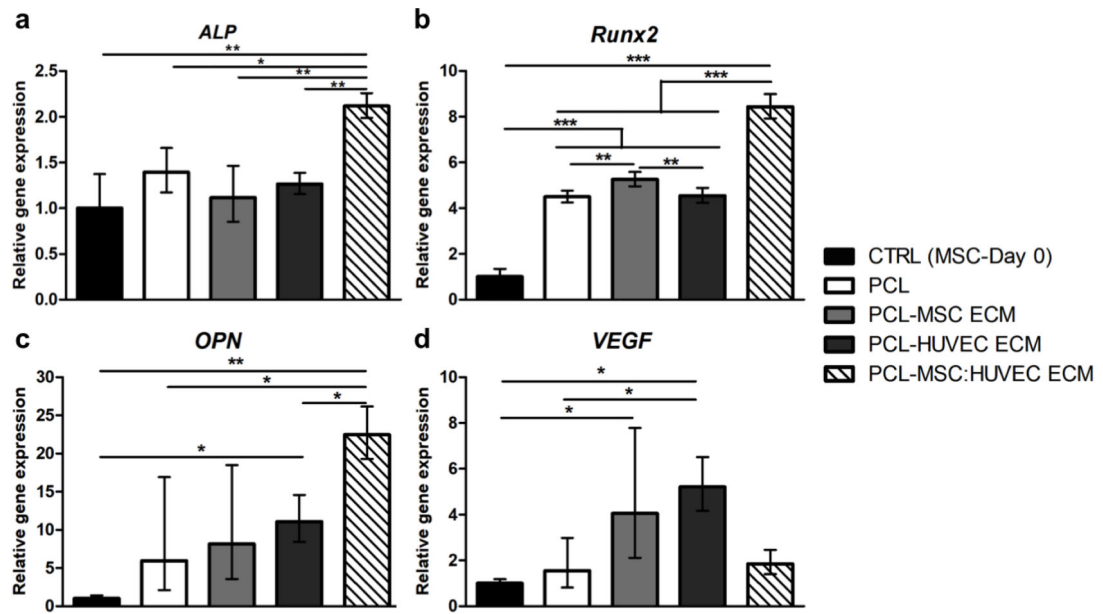 a
ALP
**
*
**
**
Relative gene expression
2.5
2.0
1.5
1.0
0.5
0.0
b
Runx2
***
***
***
**
**
Relative gene expression
10
8
6
4
2
0
c
OPN
**
*
*
*
Relative gene expression
30
25
20
15
10
5
0
d
VEGF
*
*
*
Relative gene expression
10
8
6
4
2
0
CTRL (MSC-Day 0)
PCL
PCL-MSC ECM
PCL-HUVEC ECM
PCL-MSC:HUVEC ECM